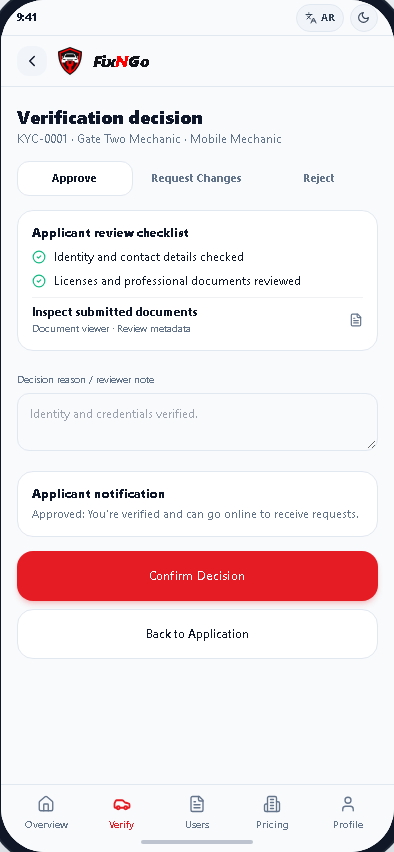 9:41
AR
FixNGo
Verification decision
KYC-0001 · Gate Two Mechanic · Mobile Mechanic
Approve
Request Changes
Reject
Applicant review checklist
Identity and contact details checked
Licenses and professional documents reviewed
Inspect submitted documents
Document viewer · Review metadata
Decision reason / reviewer note
Identity and credentials verified.
Applicant notification
Approved: You're verified and can go online to receive requests.
Confirm Decision
Back to Application
Overview
Verify
Users
Pricing
Profile